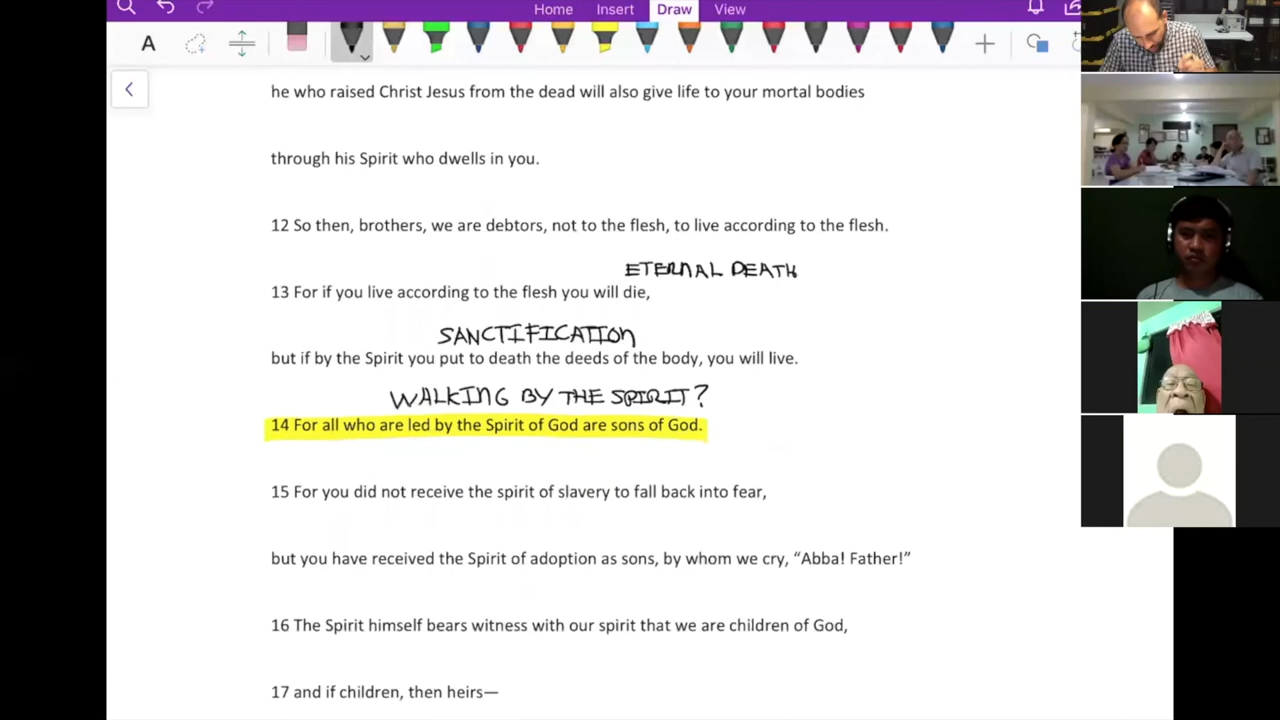 Home Insert Draw View
A
he who raised Christ Jesus from the dead will also give life to your mortal bodies
through his Spirit who dwells in you.
12 So then, brothers, we are debtors, not to the flesh, to live according to the flesh.
ETERNAL DEATH
13 For if you live according to the flesh you will die,
SANCTIFICATION
but if by the Spirit you put to death the deeds of the body, you will live.
WALKING BY THE SPIRIT?
14 For all who are led by the Spirit of God are sons of God.
15 For you did not receive the spirit of slavery to fall back into fear,
but you have received the Spirit of adoption as sons, by whom we cry, “Abba! Father!”
16 The Spirit himself bears witness with our spirit that we are children of God,
17 and if children, then heirs—